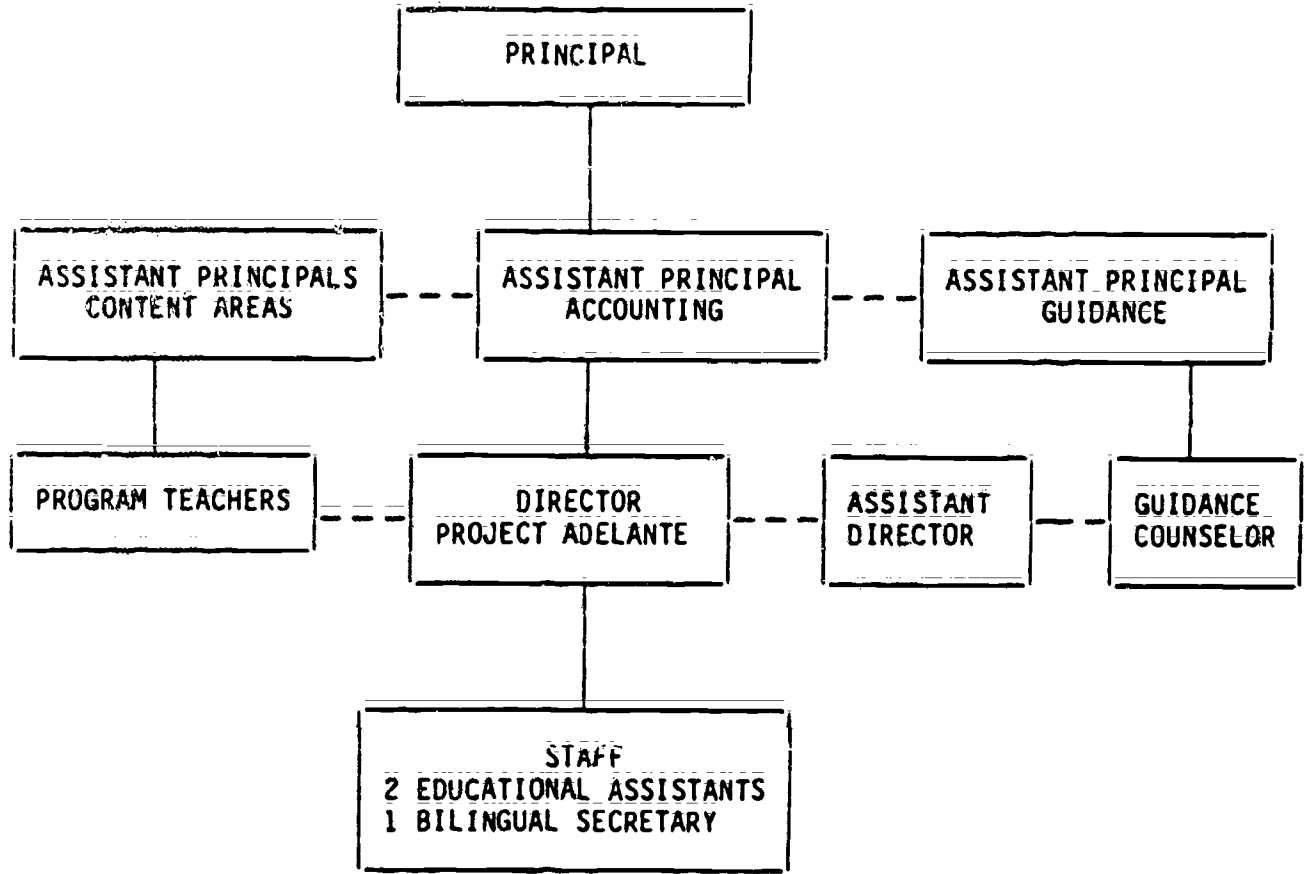 PRINCIPAL
ASSISTANT PRINCIPALS
CONTENT AREAS
ASSISTANT PRINCIPAL
ACCOUNTING
ASSISTANT PRINCIPAL
GUIDANCE
PROGRAM TEACHERS
DIRECTOR
PROJECT ADELANTE
ASSISTANT
DIRECTOR
GUIDANCE
COUNSELOR
STAFF
2 EDUCATIONAL ASSISTANTS
1 BILINGUAL SECRETARY